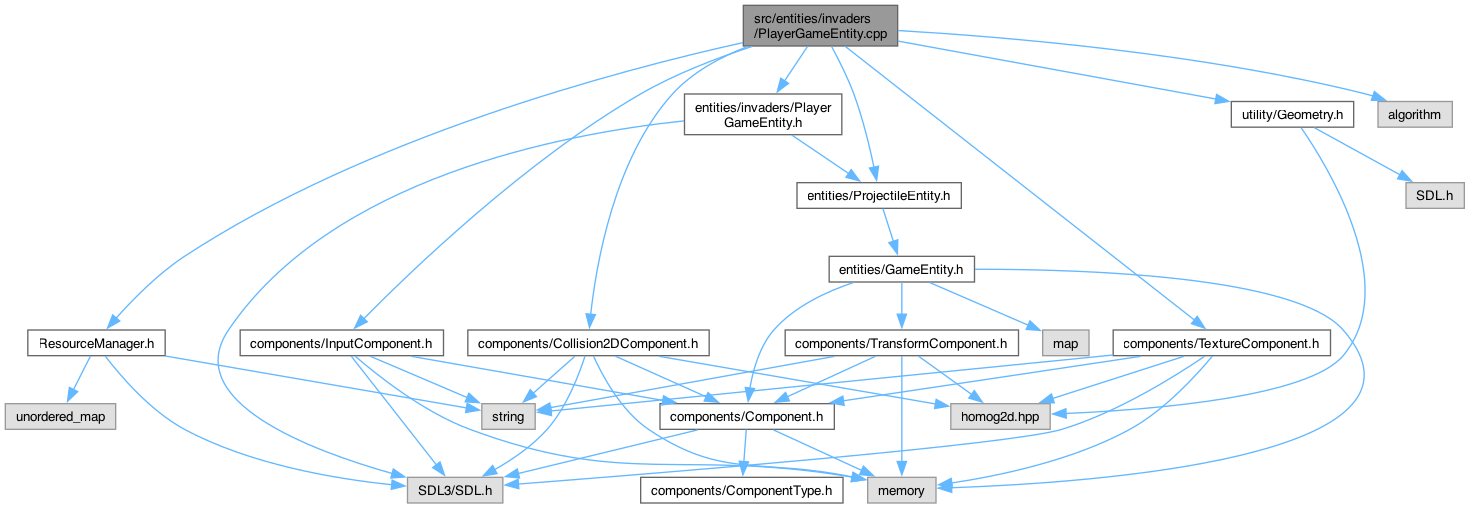 src/entities/invaders
/PlayerGameEntity.cpp
entities/invaders/Player
GameEntity.h
utility/Geometry.h
algorithm
entities/ProjectileEntity.h
SDL.h
entities/GameEntity.h
ResourceManager.h
components/InputComponent.h
components/Collision2DComponent.h
components/TransformComponent.h
map
components/TextureComponent.h
unordered_map
string
components/Component.h
homog2d.hpp
SDL3/SDL.h
components/ComponentType.h
memory